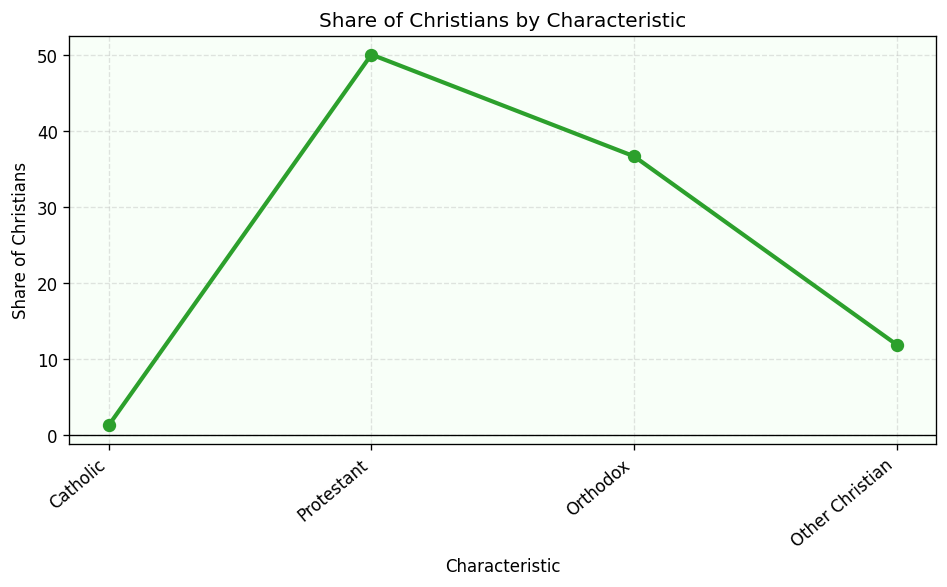 Share of Christians by Characteristic
Share of Christians
50
40
30
20
10
0
Catholic
Protestant
Orthodox
Other Christian
Characteristic